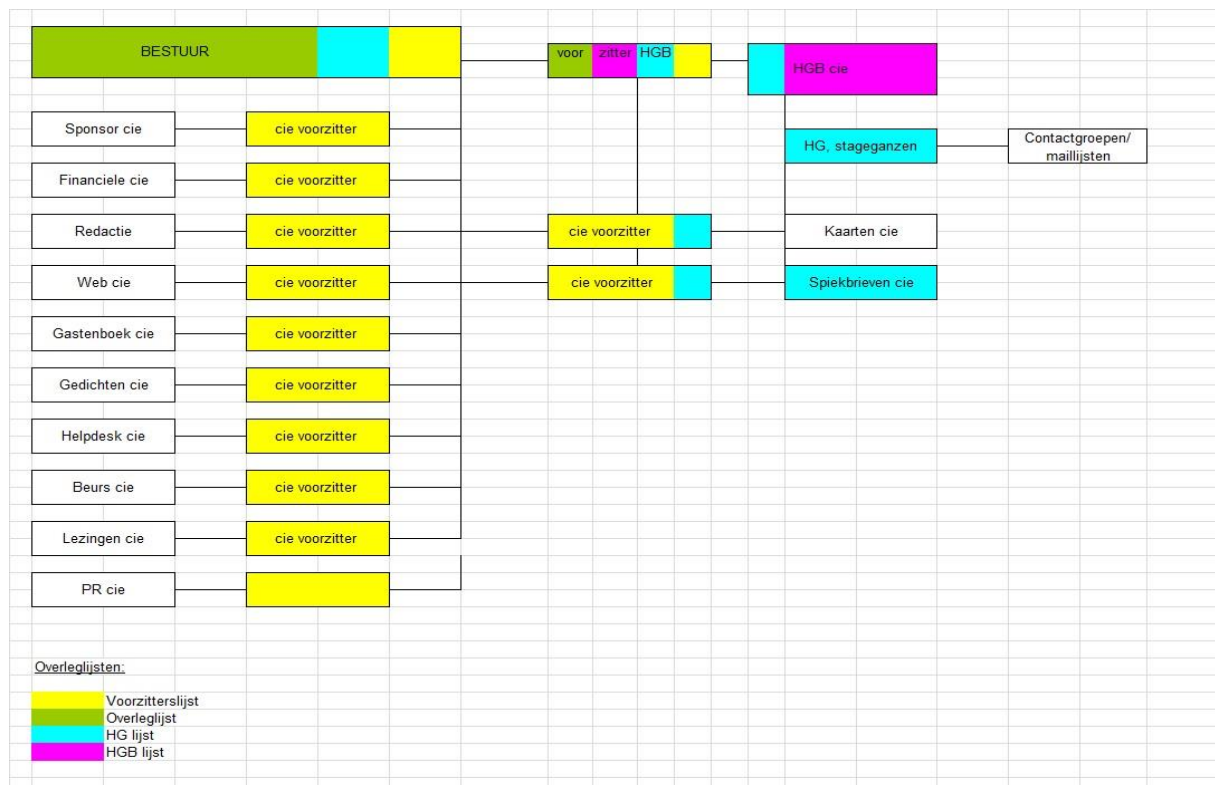 BESTUUR
voor zitter HGB
HGB cie
Sponsor cie
cie voorzitter
HG, stageganzen
Contactgroepen/
maillijsten
Financiele cie
cie voorzitter
Redactie
cie voorzitter
cie voorzitter
Kaarten cie
Web cie
cie voorzitter
cie voorzitter
Spiekbrieven cie
Gastenboek cie
cie voorzitter
Gedichten cie
cie voorzitter
Helpdesk cie
cie voorzitter
Beurs cie
cie voorzitter
Lezingen cie
cie voorzitter
PR cie
Overleglijsten:
Voorzitterslijst
Overleglijst
HG lijst
HGB lijst